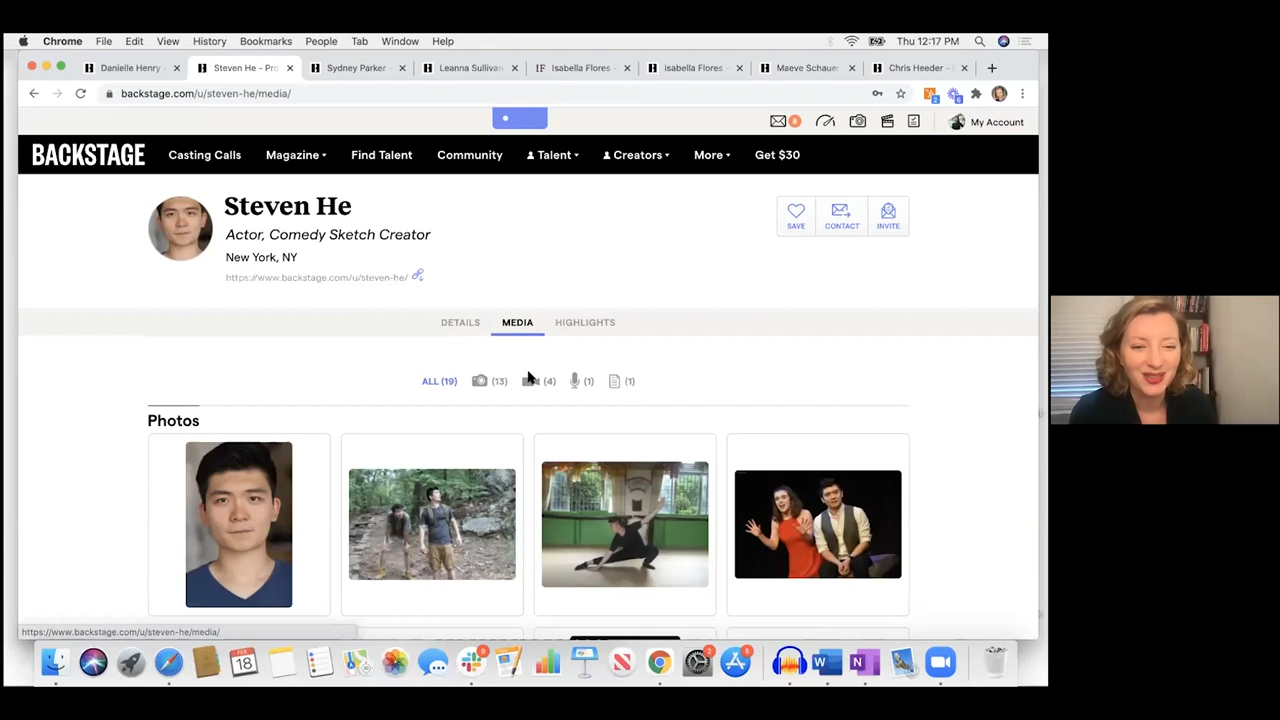 Chrome File Edit View History Bookmarks People Tab Window Help Thu 12:17 PM
Danielle Henry - Steven He – Pro Sydney Parker Leanna Sullivan Isabella Flores – Isabella Flores – Maeve Schaue Chris Heeder –
backstage.com/u/steven-he/media/
2 6
8 My Account
BACKSTAGE Casting Calls Magazine Find Talent Community Talent Creators More Get $30
Steven He
Actor, Comedy Sketch Creator
New York, NY
https://www.backstage.com/u/steven-he/
SAVE CONTACT INVITE
DETAILS MEDIA HIGHLIGHTS
ALL (19) (13) (4) (1) (1)
Photos
https://www.backstage.com/u/steven-he/media/
FEB
18